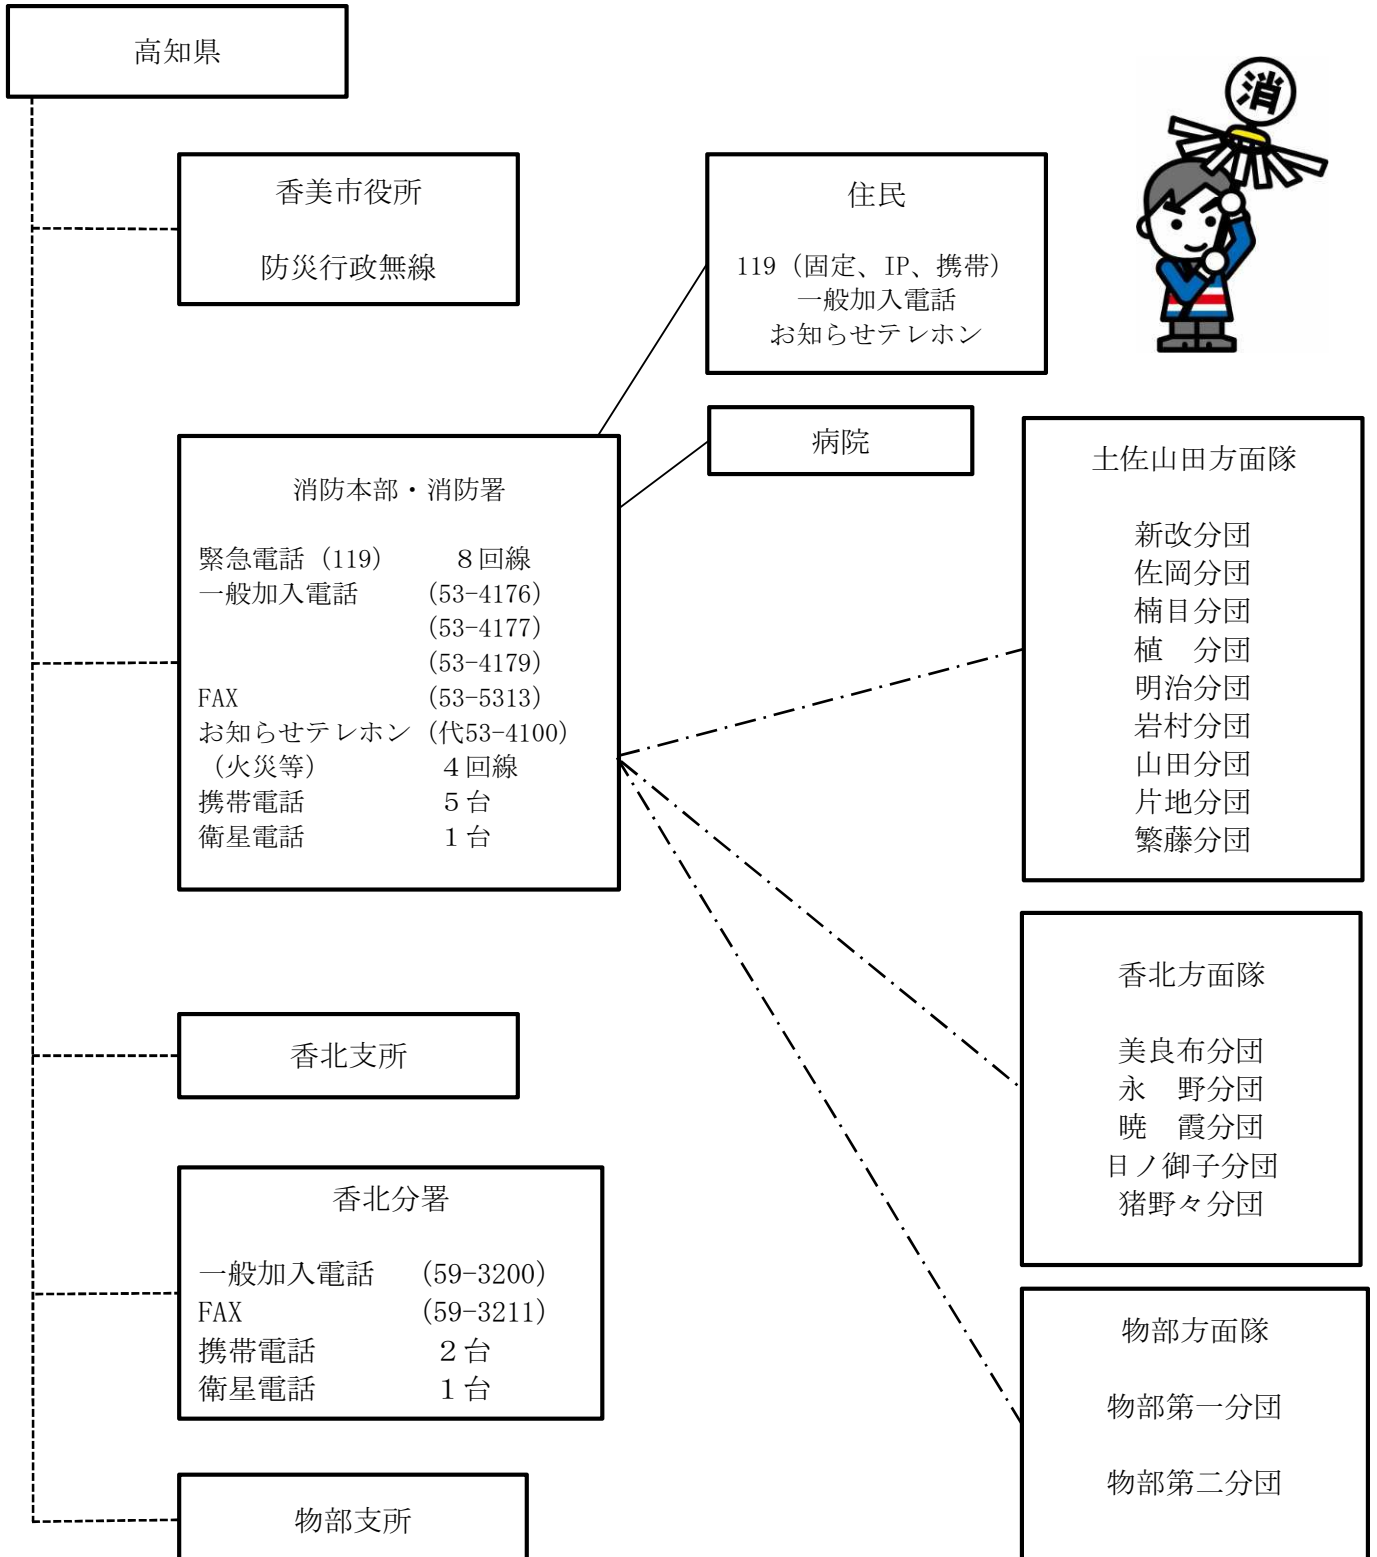 高知県
消
香美市役所
防災行政無線
住民
119（固定、IP、携帯）
一般加入電話
お知らせテレホン
病院
消防本部・消防署
緊急電話（119） ８回線
一般加入電話 （53-4176）
（53-4177）
（53-4179）
FAX （53-5313）
お知らせテレホン（代53-4100）
（火災等） ４回線
携帯電話 ５台
衛星電話 １台
土佐山田方面隊
新改分団
佐岡分団
楠目分団
植　分団
明治分団
岩村分団
山田分団
片地分団
繁藤分団
香北支所
香北方面隊
美良布分団
永　野分団
暁　霞分団
日ノ御子分団
猪野々分団
香北分署
一般加入電話 （59-3200）
FAX （59-3211）
携帯電話 ２台
衛星電話 １台
物部方面隊
物部第一分団
物部第二分団
物部支所